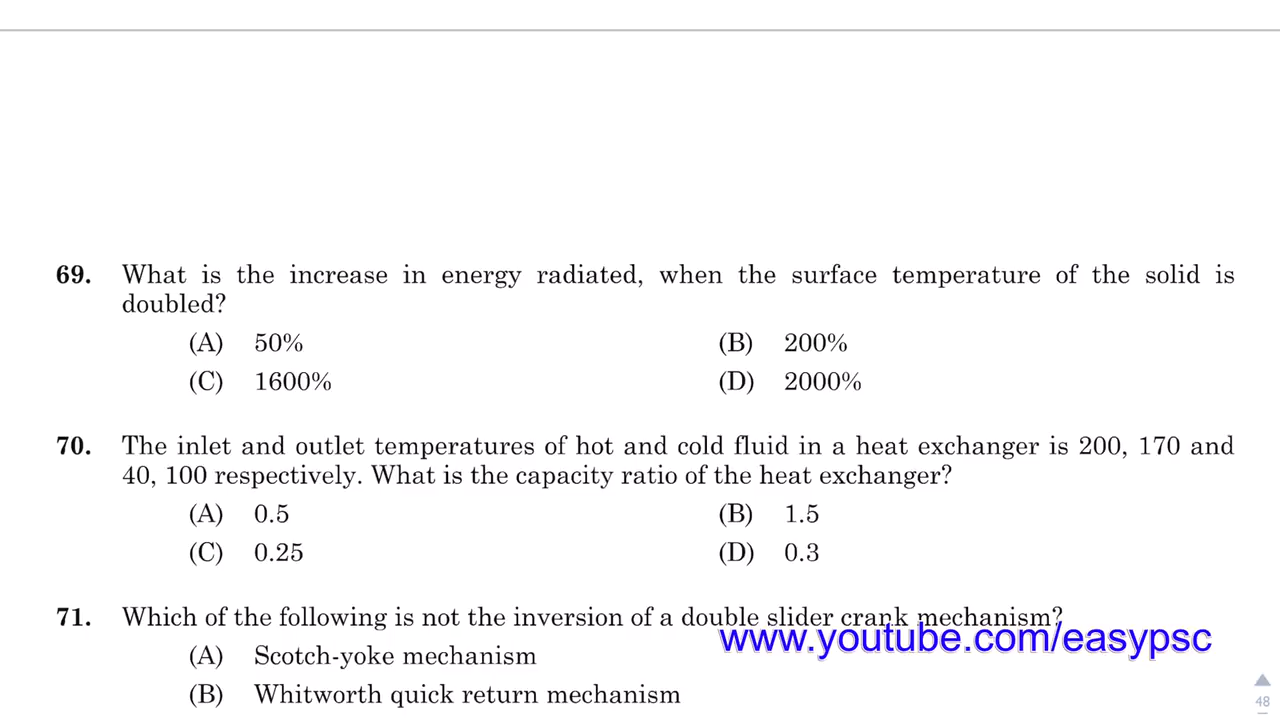 69. What is the increase in energy radiated, when the surface temperature of the solid is
doubled?
(A) 50% (B) 200%
(C) 1600% (D) 2000%
70. The inlet and outlet temperatures of hot and cold fluid in a heat exchanger is 200, 170 and
40, 100 respectively. What is the capacity ratio of the heat exchanger?
(A) 0.5 (B) 1.5
(C) 0.25 (D) 0.3
71. Which of the following is not the inversion of a double slider crank mechanism?
www.youtube.com/easypsc
(A) Scotch-yoke mechanism
(B) Whitworth quick return mechanism
48